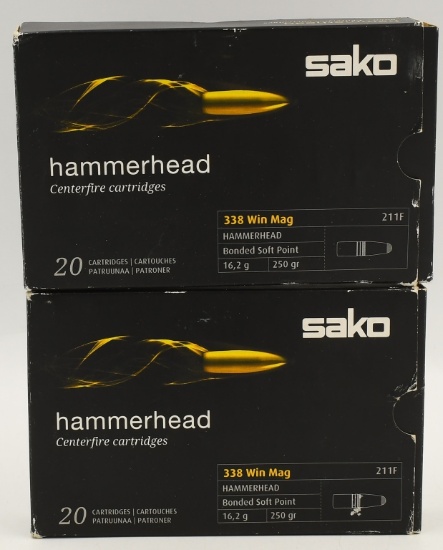 sako
hammerhead
Centerfire cartridges
338 Win Mag 211F
HAMMERHEAD
Bonded Soft Point
16,2 g 250 gr
20 CARTRIDGES | CARTOUCHES
PATRUUNAA | PATRONER
sako
hammerhead
Centerfire cartridges
338 Win Mag 211F
HAMMERHEAD
Bonded Soft Point
16,2 g 250 gr
20 CARTRIDGES | CARTOUCHES
PATRUUNAA | PATRONER